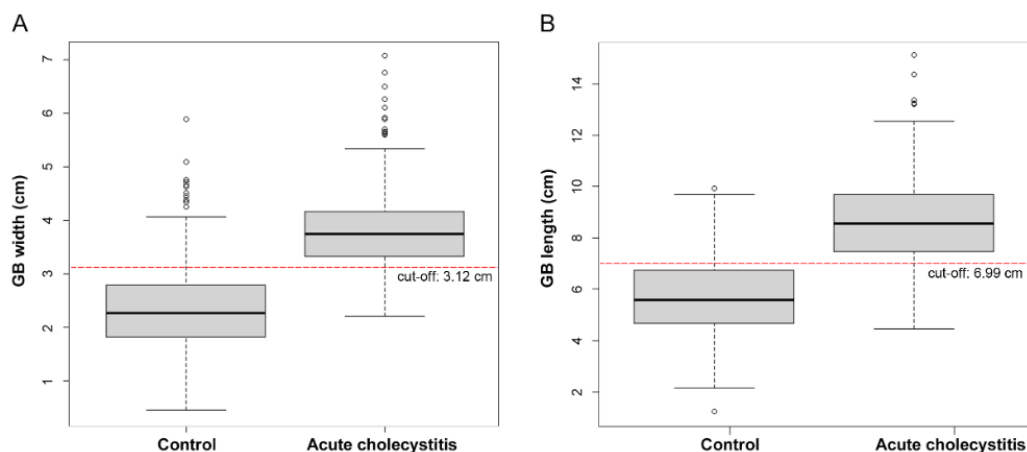 A
GB width (cm)
7
6
5
4
3
2
1
cut-off: 3.12 cm
Control Acute cholecystitis
B
GB length (cm)
14
12
10
8
6
4
2
cut-off: 6.99 cm
Control Acute cholecystitis